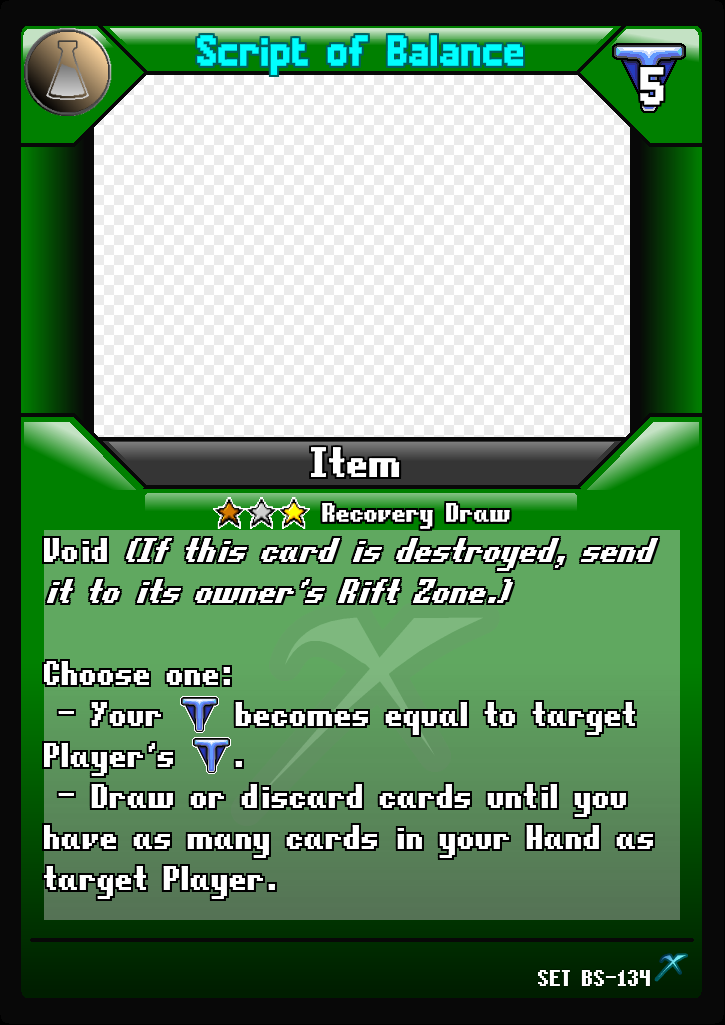 Script of Balance
5
Item
Recovery Draw
Void (If this card is destroyed, send
it to its owner's Rift Zone.)
Choose one:
- Your T becomes equal to target
Player's T.
- Draw or discard cards until you
have as many cards in your Hand as
target Player.
SET BS-134